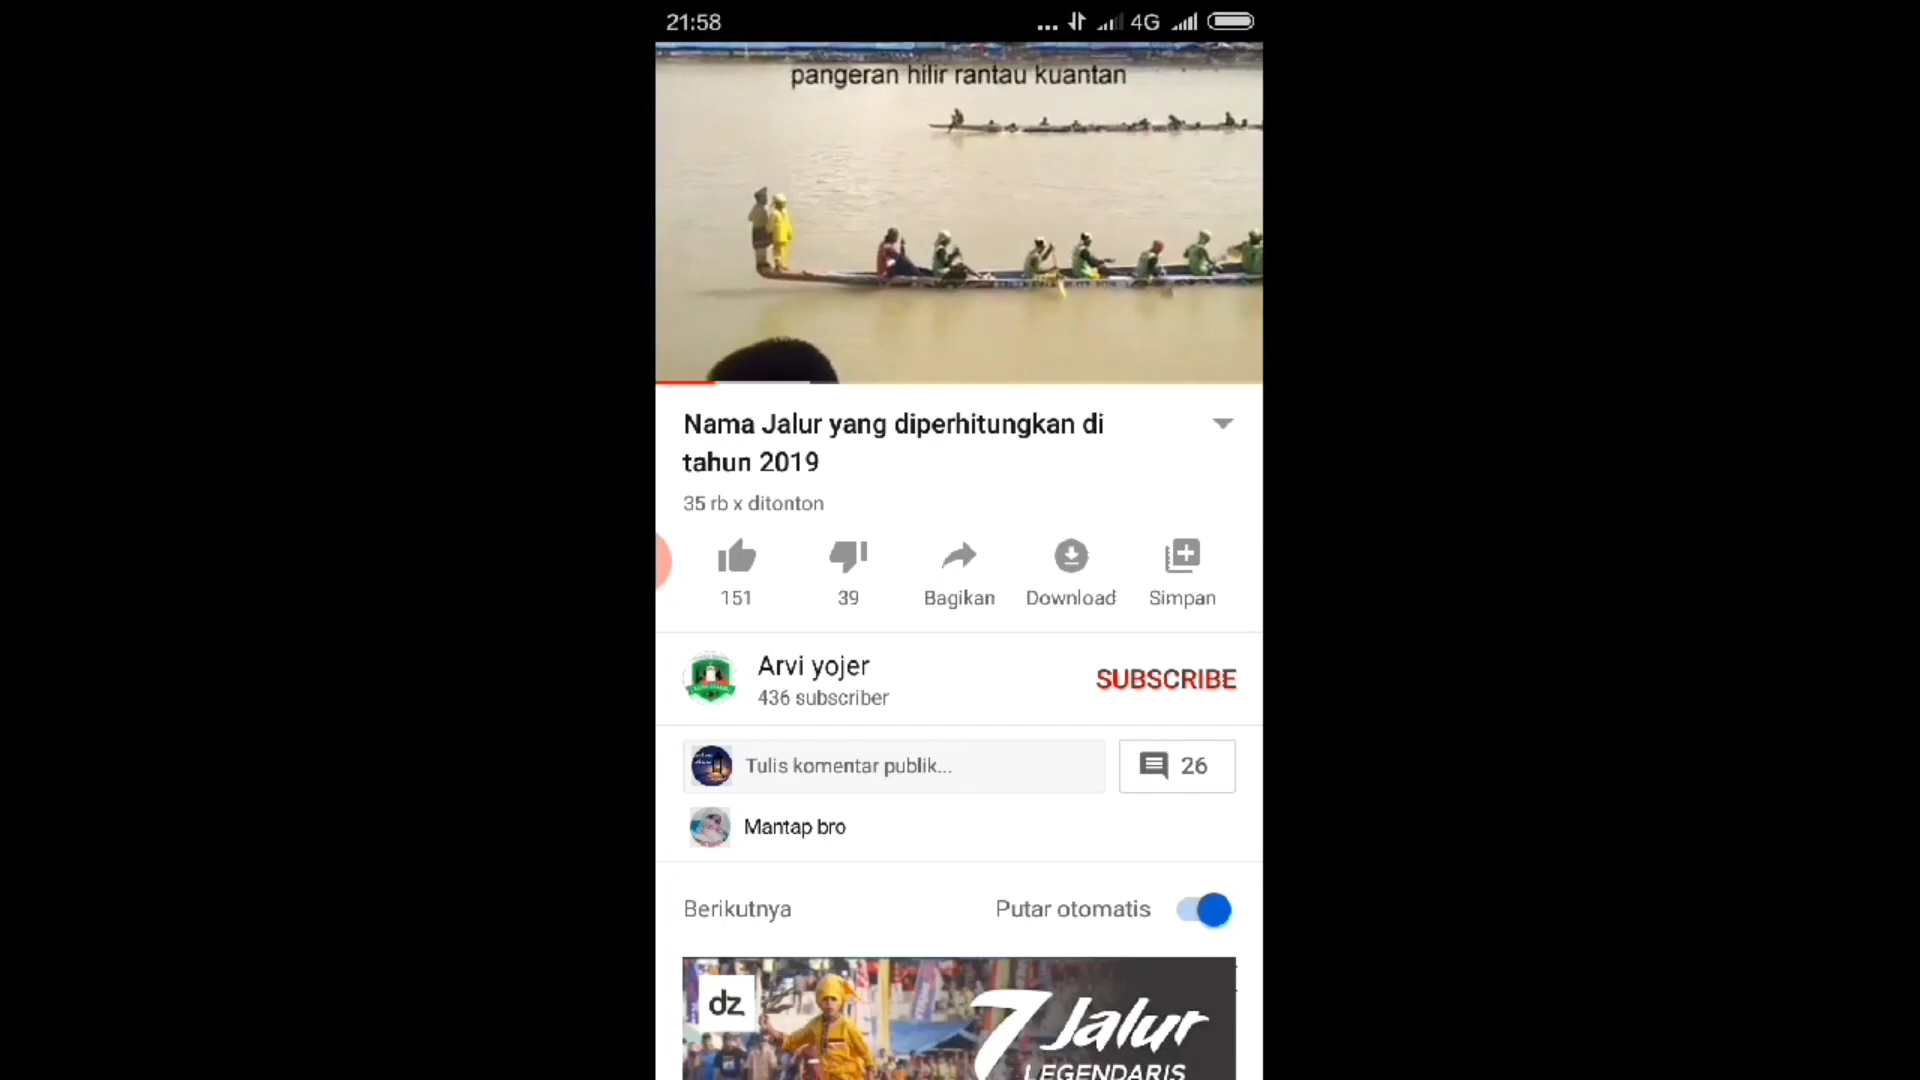 21:58
... 4G
pangeran hilir rantau kuantan
Nama Jalur yang diperhitungkan di
tahun 2019
35 rb x ditonton
151
39
Bagikan
Download
Simpan
Arvi yojer
436 subscriber
SUBSCRIBE
Tulis komentar publik...
26
Mantap bro
Berikutnya
Putar otomatis
dz
7 Jalur
LEGENDARIS